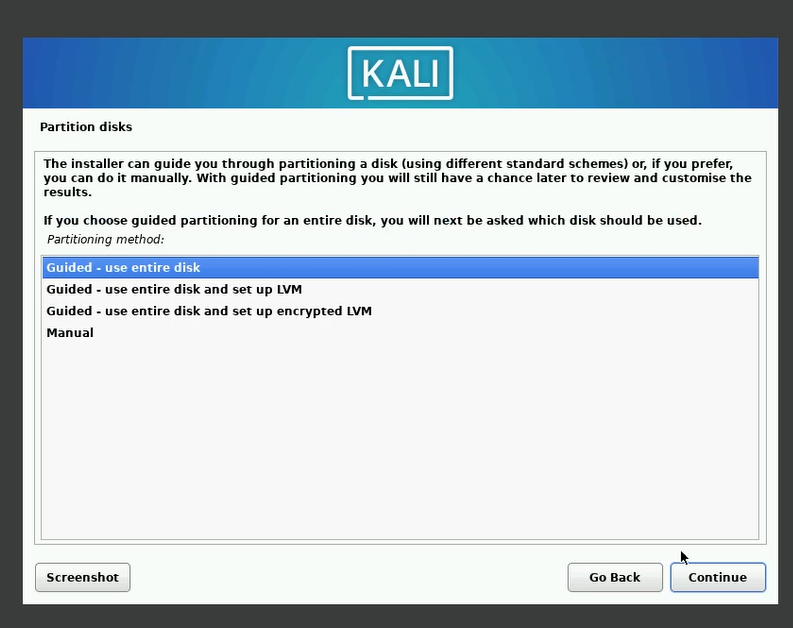 KALI
Partition disks
The installer can guide you through partitioning a disk (using different standard schemes) or, if you prefer,
you can do it manually. With guided partitioning you will still have a chance later to review and customise the
results.
If you choose guided partitioning for an entire disk, you will next be asked which disk should be used.
Partitioning method:
Guided - use entire disk
Guided - use entire disk and set up LVM
Guided - use entire disk and set up encrypted LVM
Manual
Screenshot
Go Back
Continue